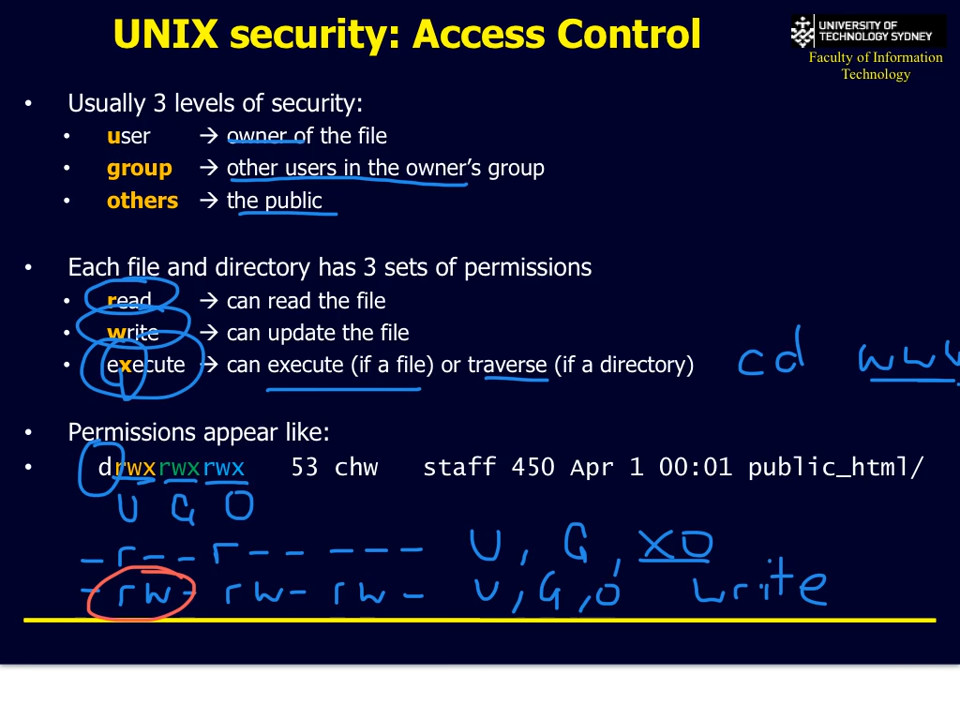 UNIX security: Access Control
UNIVERSITY OF
TECHNOLOGY SYDNEY
Faculty of Information
Technology
• Usually 3 levels of security:
• user → owner of the file
• group → other users in the owner's group
• others → the public
• Each file and directory has 3 sets of permissions
• read → can read the file
• write → can update the file
• execute → can execute (if a file) or traverse (if a directory)
cd www
• Permissions appear like:
• drwxrwxrwx 53 chw staff 450 Apr 1 00:01 public_html/
U G O
- r - - r - - - - - U, G, XO
- rw - rw - rw - U, G, O write